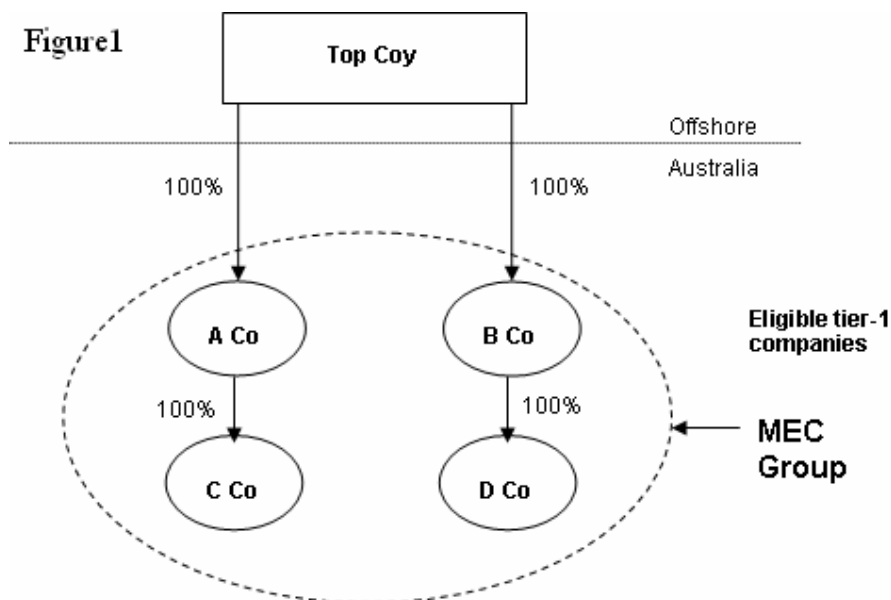 Figure1
Top Coy
Offshore
Australia
100%
100%
A Co
B Co
Eligible tier-1
companies
100%
100%
MEC
Group
C Co
D Co